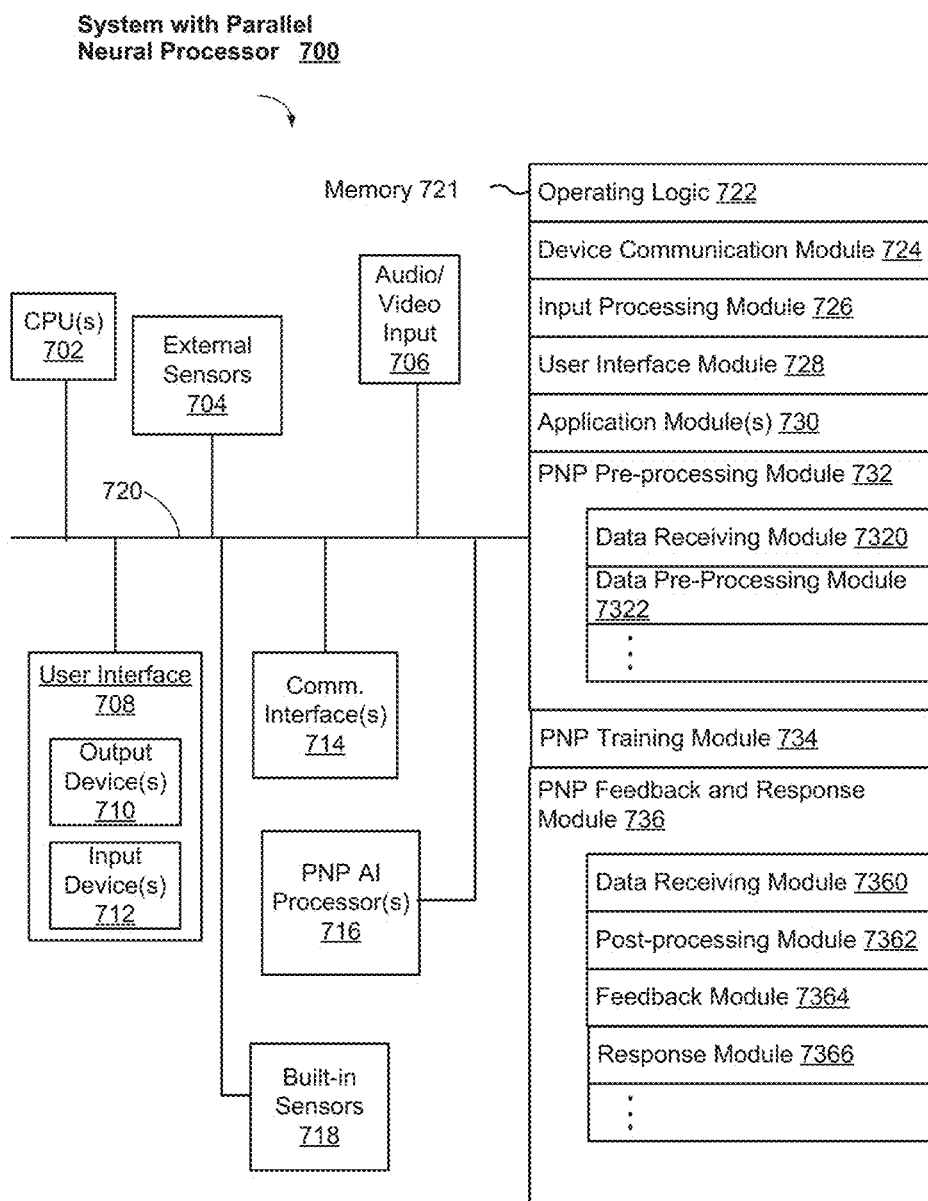 System with Parallel
Neural Processor 700
Memory 721
Operating Logic 722
Device Communication Module 724
Input Processing Module 726
User Interface Module 728
Application Module(s) 730
PNP Pre-processing Module 732
Data Receiving Module 7320
Data Pre-Processing Module
7322
PNP Training Module 734
PNP Feedback and Response
Module 736
Data Receiving Module 7360
Post-processing Module 7362
Feedback Module 7364
Response Module 7366
CPU(s)
702
External
Sensors
704
Audio/
Video
Input
706
720
User Interface
708
Output
Device(s)
710
Input
Device(s)
712
Comm.
Interface(s)
714
PNP AI
Processor(s)
716
Built-in
Sensors
718